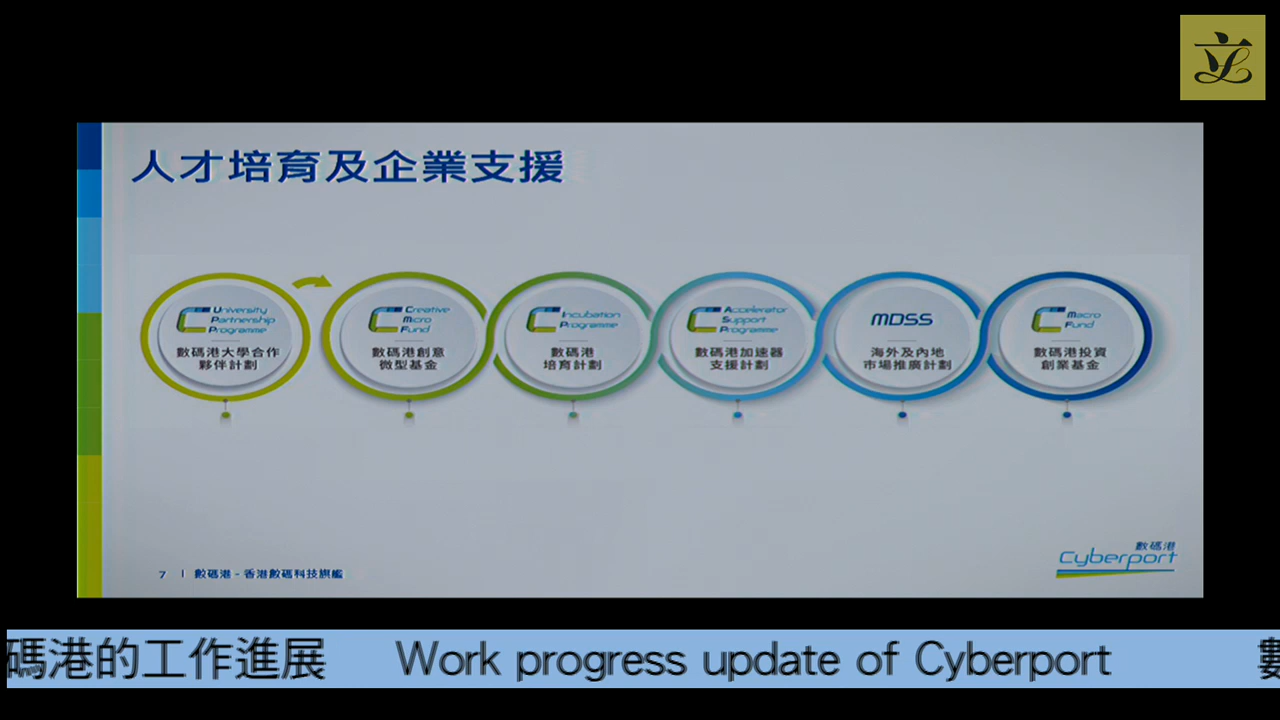 人才培育及企業支援
University
Partnership
Programme
數碼港大學合作
夥伴計劃
Creative
Micro
Fund
數碼港創意
微型基金
Incubation
Programme
數碼港
培育計劃
Accelerator
Support
Programme
數碼港加速器
支援計劃
MDSS
海外及內地
市場推廣計劃
Macro
Fund
數碼港投資
創業基金
7 | 數碼港 - 香港數碼科技旗艦
數碼港
Cyberport
碼港的工作進展 Work progress update of Cyberport 數